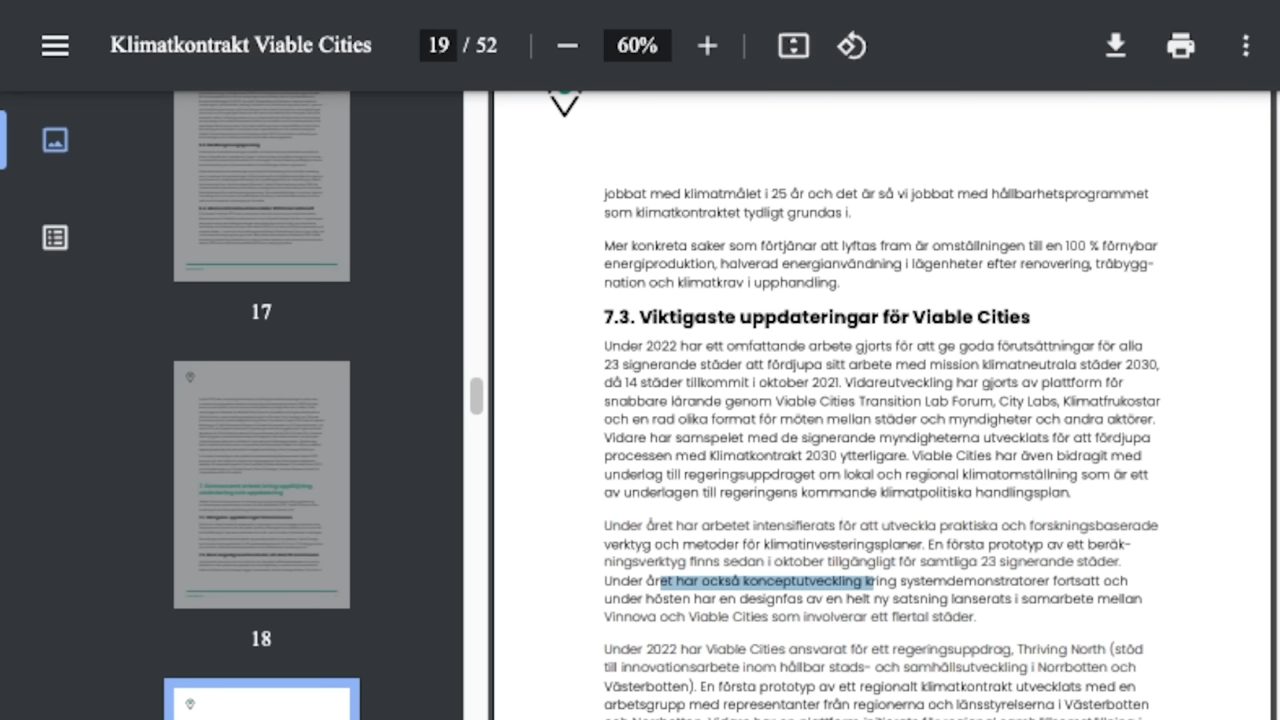 Klimatkontrakt Viable Cities
19 / 52
60%
17
18
jobbat med klimatmålet i 25 år och det är så vi jobbat med hållbarhetsprogrammet
som klimatkontraktet tydligt grundas i.
Mer konkreta saker som förtjänar att lyftas fram är omställningen till en 100 % förnybar
energiproduktion, halverad energianvändning i lägenheter efter renovering, träbygg-
nation och klimatkrav i upphandling.
7.3. Viktigaste uppdateringar för Viable Cities
Under 2022 har ett omfattande arbete gjorts för att ge goda förutsättningar för alla
23 signerande städer att fördjupa sitt arbete med mission klimatneutrala städer 2030,
då 14 städer tillkommit i oktober 2021. Vidareutveckling har gjorts av plattform för
snabbare lärande genom Viable Cities Transition Lab Forum, City Labs, Klimatfrukostar
och en rad olika format för möten mellan städer och myndigheter och andra aktörer.
Vidare har samspelet med de signerande myndigheterna utvecklats för att fördjupa
processen med Klimatkontrakt 2030 ytterligare. Viable Cities har även bidragit med
underlag till regeringsuppdraget om lokal och regional klimatomställning som är ett
av underlagen till regeringens kommande klimatpolitiska handlingsplan.
Under året har arbetet intensifierats för att utveckla praktiska och forskningsbaserade
verktyg och metoder för klimatinvesteringsplaner. En första prototyp av ett beräk-
ningsverktyg finns sedan i oktober tillgängligt för samtliga 23 signerande städer.
Under året har också konceptutveckling kring systemdemonstratorer fortsatt och
under hösten har en designfas av en helt ny satsning lanserats i samarbete mellan
Vinnova och Viable Cities som involverar ett flertal städer.
Under 2022 har Viable Cities ansvarat för ett regeringsuppdrag, Thriving North (stöd
till innovationsarbete inom hållbar stads- och samhällsutveckling i Norrbotten och
Västerbotten). En första prototyp av ett regionalt klimatkontrakt utvecklats med en
arbetsgrupp med representanter från regionerna och länsstyrelserna i Västerbotten